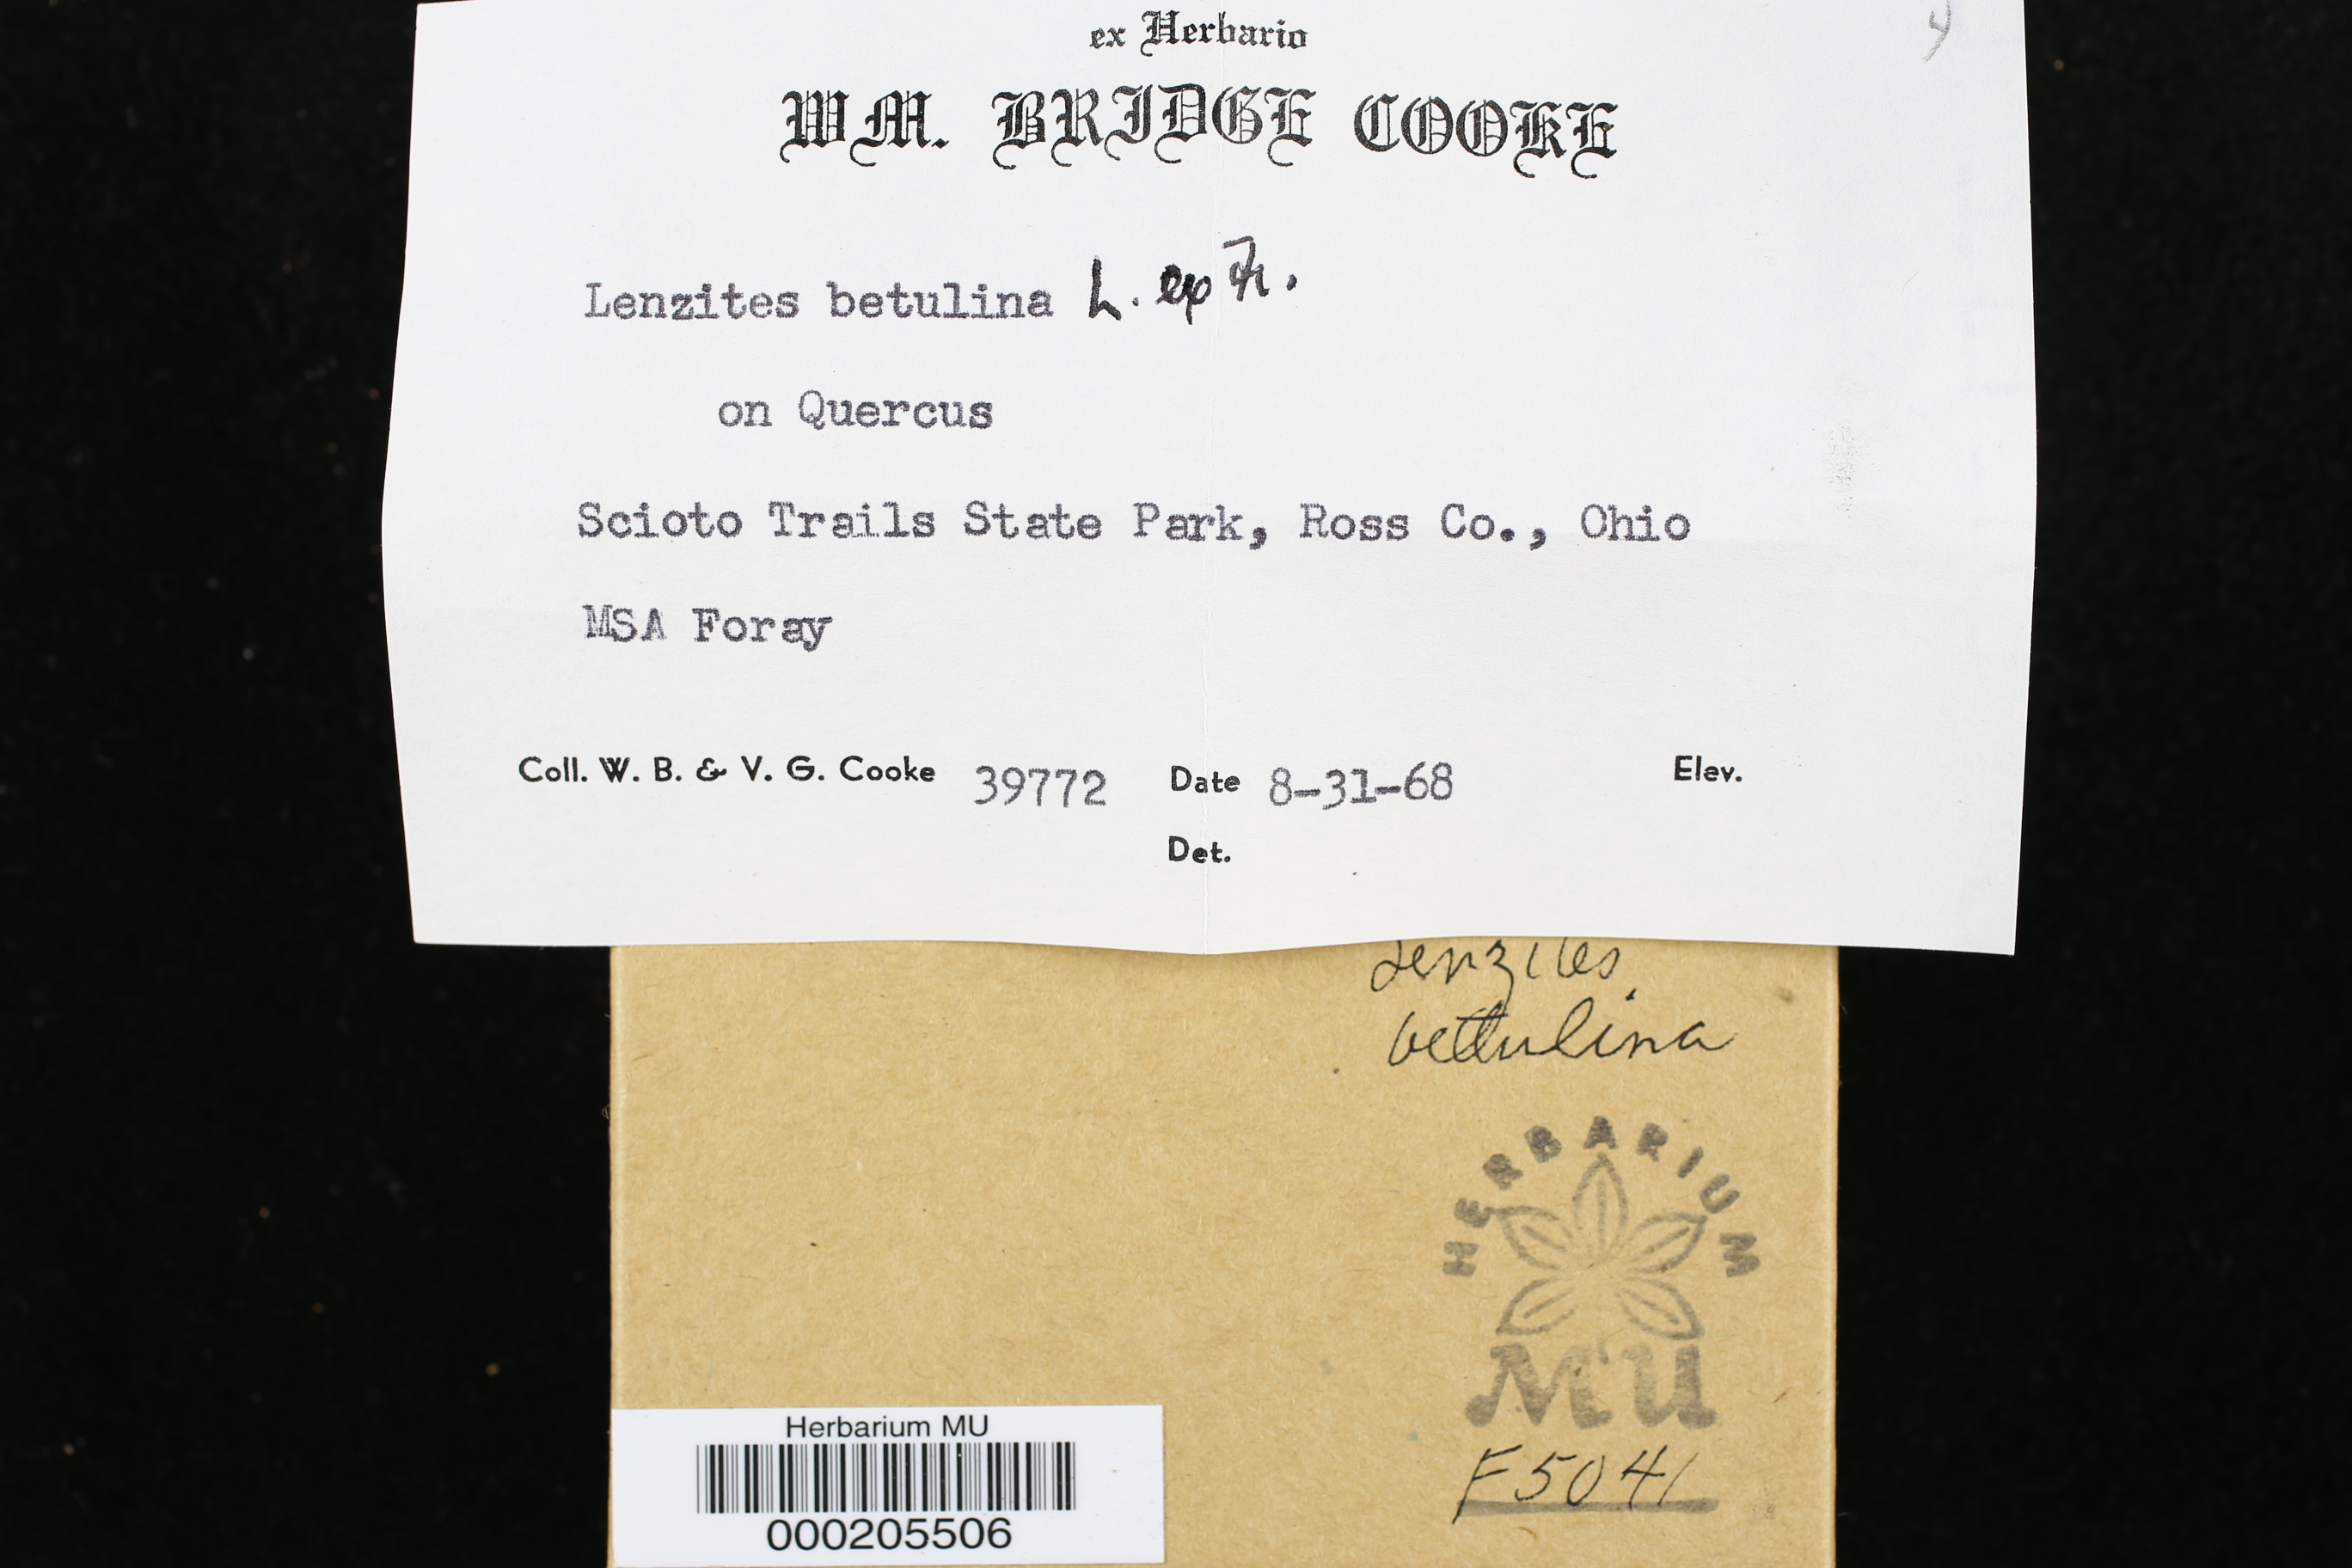 ex Herbario
4
WM. BRIDGE COOKE
Lenzites betulina L. ex Fr.
on Quercus
Scioto Trails State Park, Ross Co., Ohio
MSA Foray
Coll. W. B. & V. G. Cooke 39772 Date 8-31-68 Elev.
Det.
Lenzites
betulina
HERBARIUM
MU
F5041
Herbarium MU
000205506